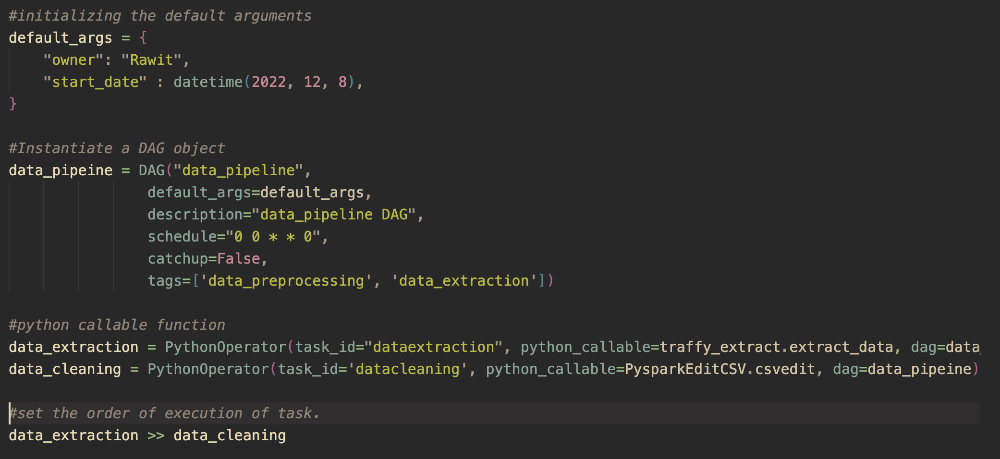 #initializing the default arguments
default_args = {
    "owner": "Rawit",
    "start_date" : datetime(2022, 12, 8),
}
#Instantiate a DAG object
data_pipeine = DAG("data_pipeline",
                default_args=default_args,
                description="data_pipeline DAG",
                schedule="0 0 * * 0",
                catchup=False,
                tags=['data_preprocessing', 'data_extraction'])
#python callable function
data_extraction = PythonOperator(task_id="dataextraction", python_callable=traffy_extract.extract_data, dag=data
data_cleaning = PythonOperator(task_id='datacleaning', python_callable=PysparkEditCSV.csvedit, dag=data_pipeine)
#set the order of execution of task.
data_extraction >> data_cleaning